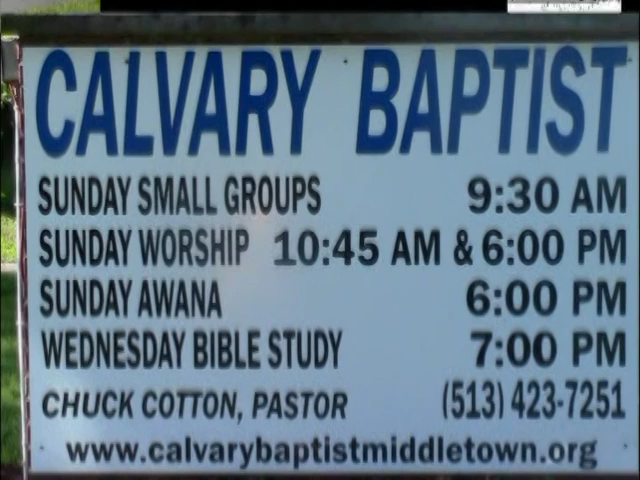 CALVARY BAPTIST
SUNDAY SMALL GROUPS 9:30 AM
SUNDAY WORSHIP 10:45 AM & 6:00 PM
SUNDAY AWANA 6:00 PM
WEDNESDAY BIBLE STUDY 7:00 PM
CHUCK COTTON, PASTOR (513) 423-7251
www.calvarybaptistmiddletown.org